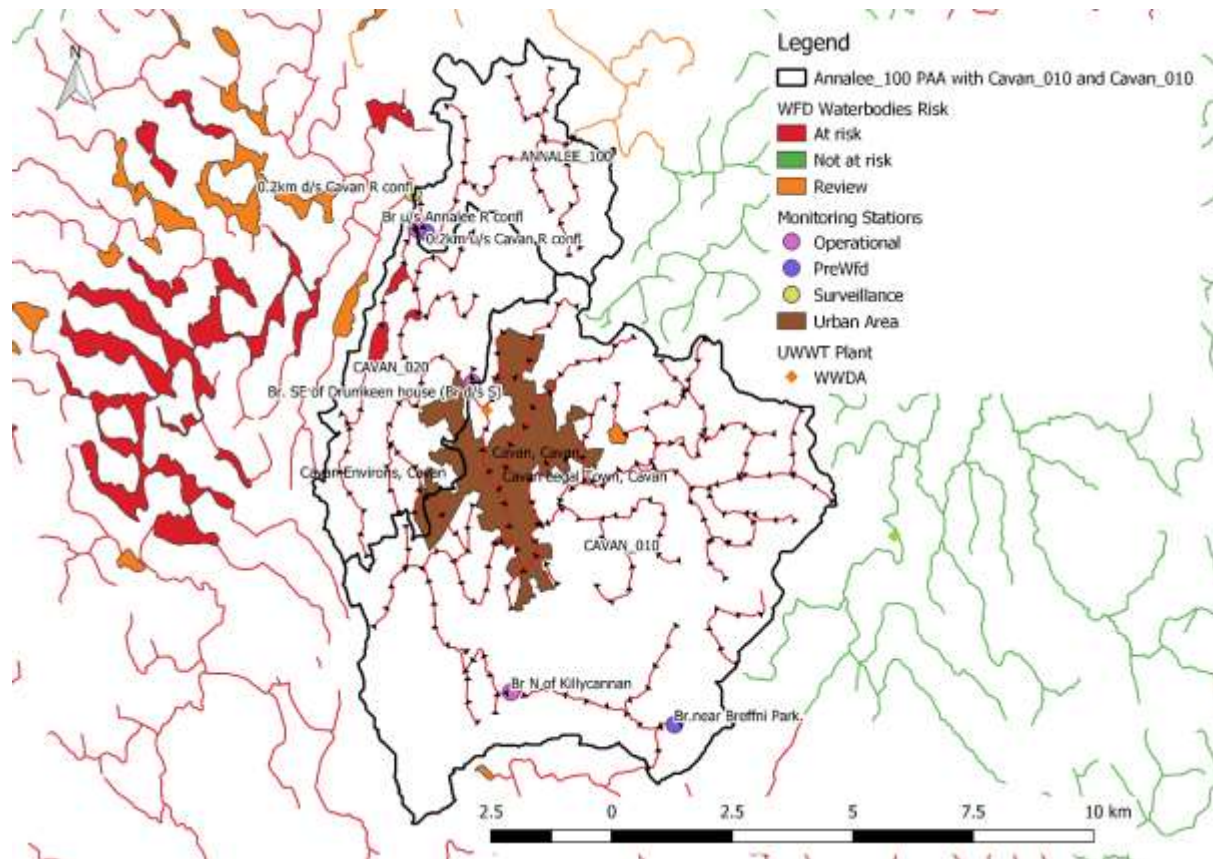 N
Legend
Annalee_100 PAA with Cavan_010 and Cavan_010
WFD Waterbodies Risk
At risk
Not at risk
Review
Monitoring Stations
Operational
PreWfd
Surveillance
Urban Area
UWWT Plant
WWDA
ANNALEE_100
0.2km d/s Cavan R confl
Br u/s Annalee R confl
0.2km u/s Cavan R confl
CAVAN_020
Br. SE of Drumkeen house (Br d/s S)
Cavan, Cavan
Cavan Environs, Cavan
Cavan Legal Town, Cavan
CAVAN_010
Br N of Killycannan
Br.near Breffni Park.
2.5 0 2.5 5 7.5 10 km